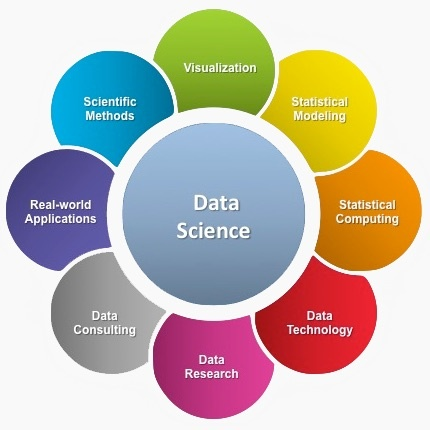 Visualization
Statistical
Modeling
Statistical
Computing
Data
Technology
Data
Research
Data
Consulting
Real-world
Applications
Scientific
Methods
Data
Science